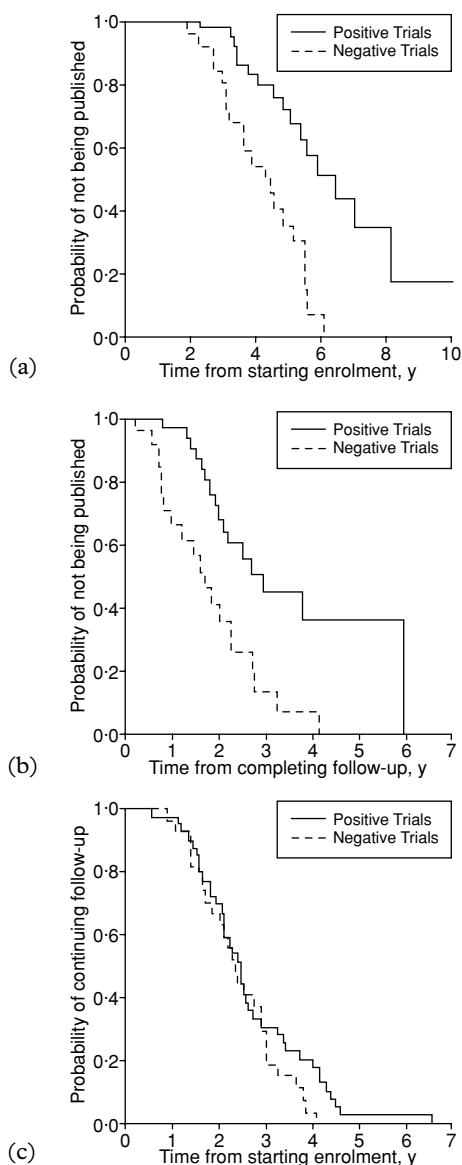 Positive Trials
Negative Trials
Probability of not being published
1·0
0·8
0·6
0·4
0·2
0·0
0 2 4 6 8 10
Time from starting enrolment, y
(a)
Positive Trials
Negative Trials
Probability of not being published
1·0
0·8
0·6
0·4
0·2
0·0
0 1 2 3 4 5 6 7
Time from completing follow-up, y
(b)
Positive Trials
Negative Trials
Probability of continuing follow-up
1·0
0·8
0·6
0·4
0·2
0·0
0 1 2 3 4 5 6 7
Time from starting enrolment, y
(c)